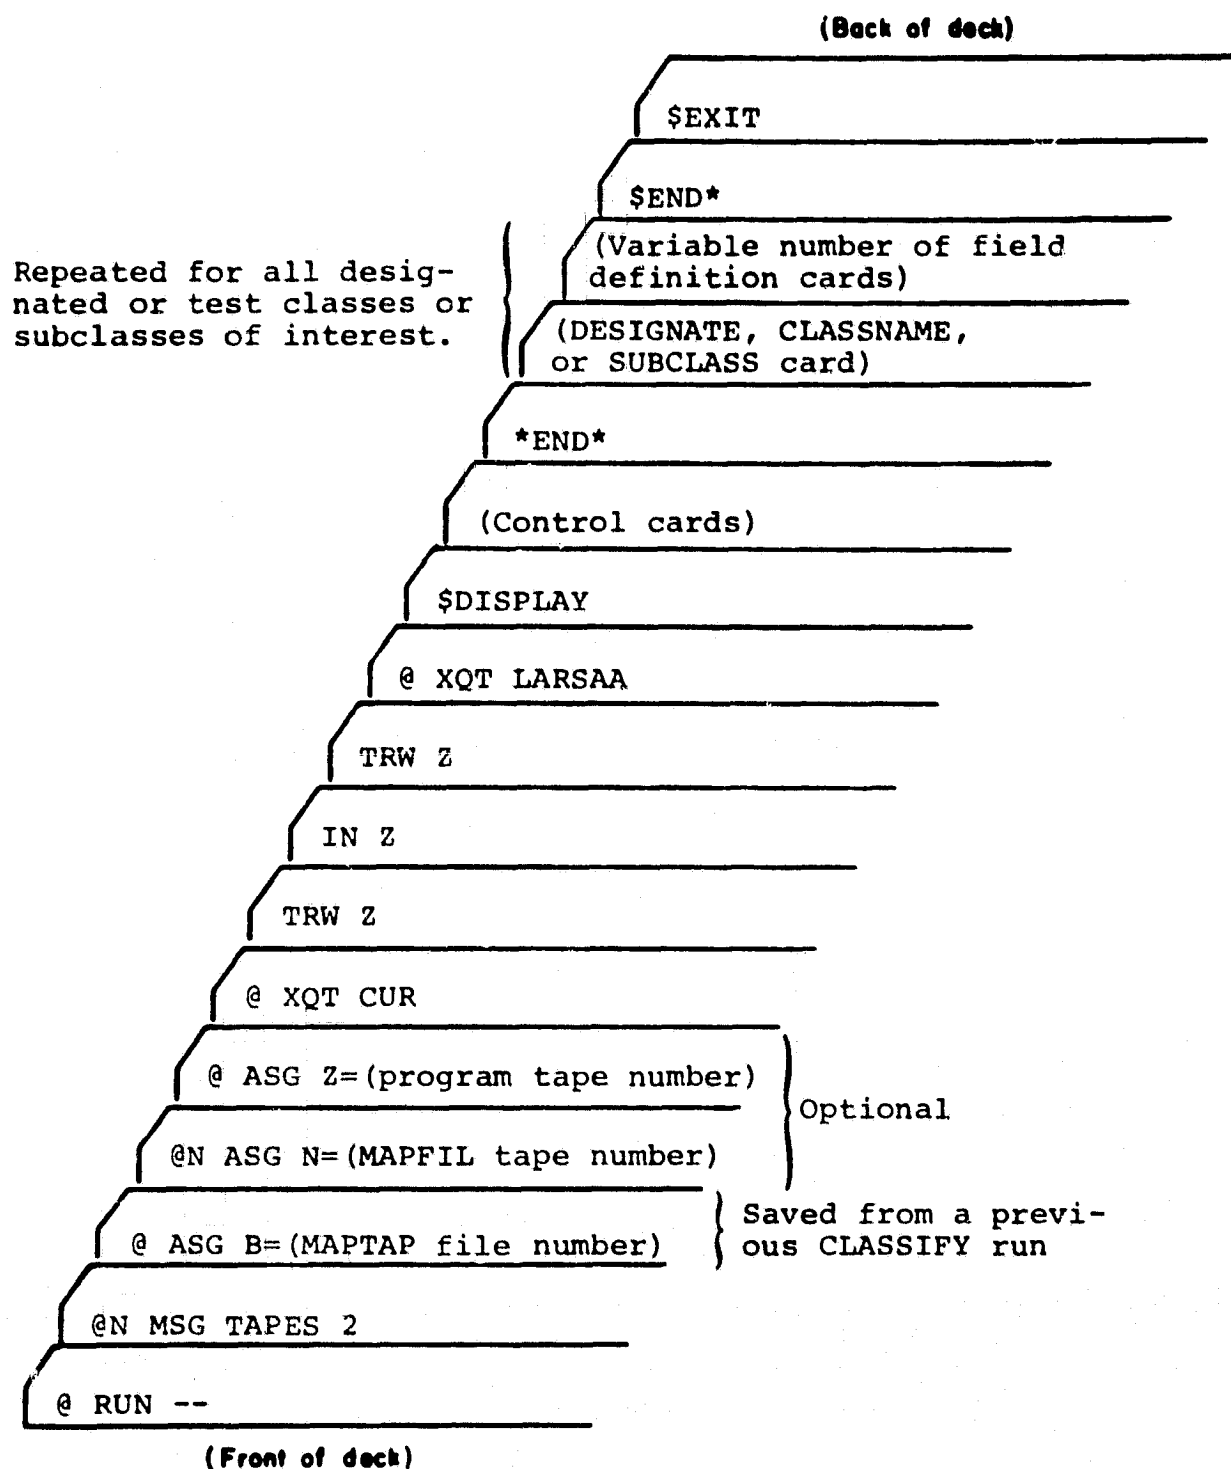 (Back of deck)
$EXIT
$END*
(Variable number of field
definition cards)
Repeated for all desig-
nated or test classes or
subclasses of interest.
(DESIGNATE, CLASSNAME,
or SUBCLASS card)
*END*
(Control cards)
$DISPLAY
@ XQT LARSAA
TRW Z
IN Z
TRW Z
@ XQT CUR
@ ASG Z=(program tape number)
Optional
@N ASG N=(MAPFIL tape number)
Saved from a previ-
ous CLASSIFY run
@ ASG B=(MAPTAP file number)
@N MSG TAPES 2
@ RUN --
(Front of deck)